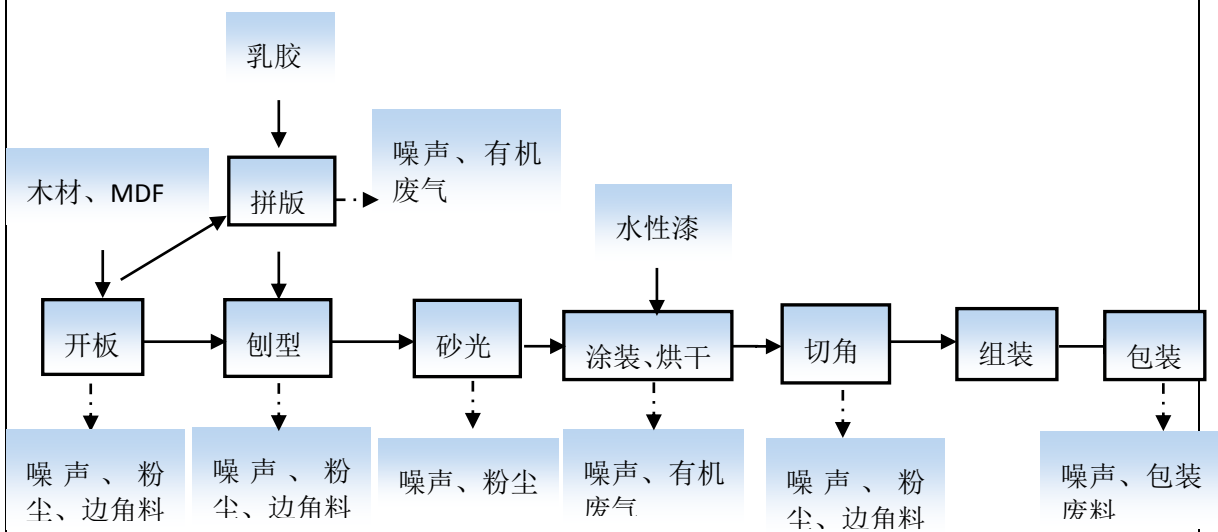 乳胶
噪声、有机
废气
木材、MDF
拼版
水性漆
开板
刨型
砂光
涂装、烘干
切角
组装
包装
噪声、粉
尘、边角料
噪声、粉
尘、边角料
噪声、粉尘
噪声、有机
废气
噪声、粉
尘、边角料
噪声、包装
废料